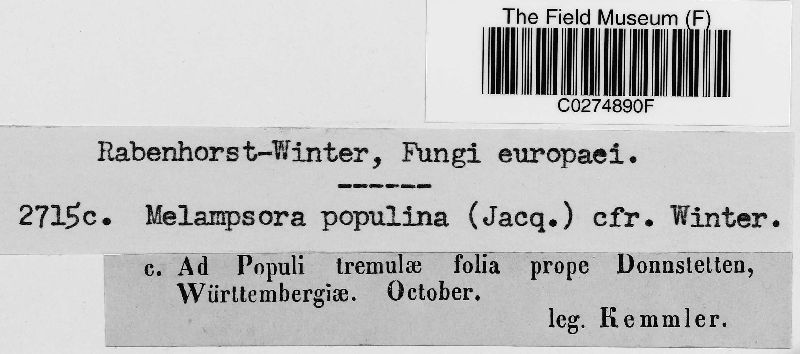 The Field Museum (F)
C0274890F
Rabenhorst-Winter, Fungi europaei.
------
2715c. Melampsora populina (Jacq.) cfr. Winter.
c. Ad Populi tremulæ folia prope Donnstetten,
Württembergiæ. October.
leg. Kemmler.